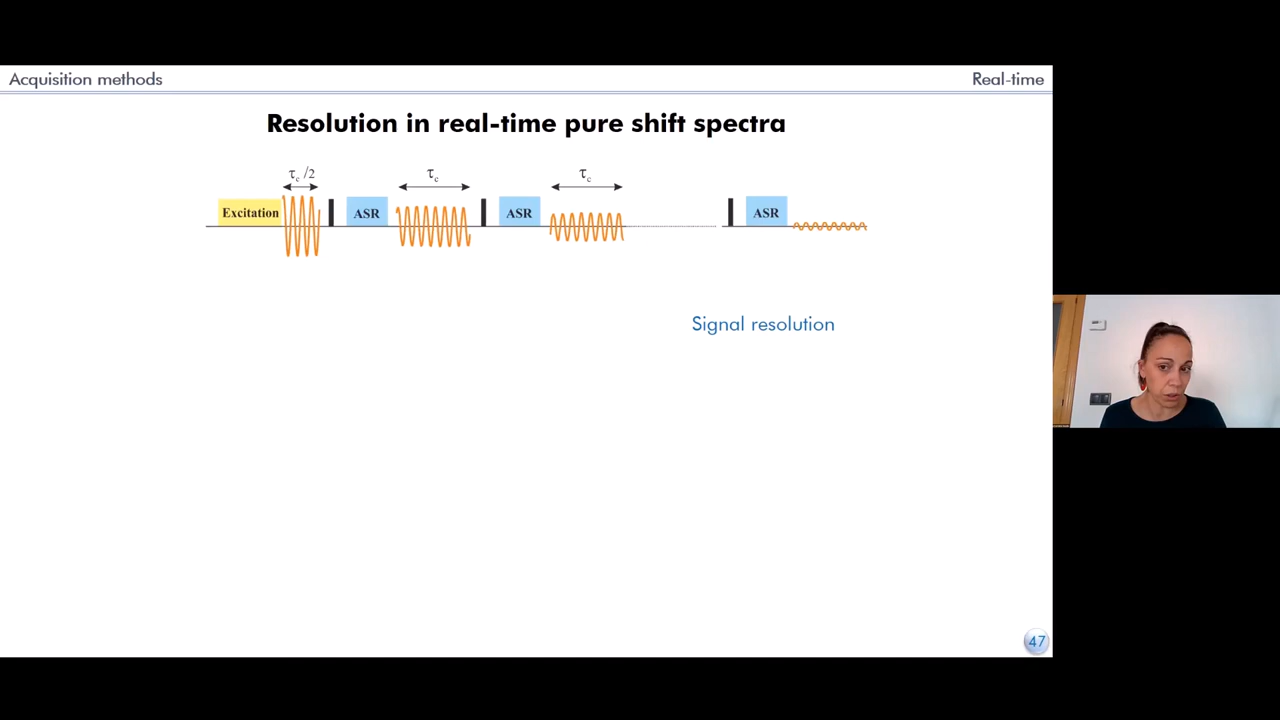 Acquisition methods
Real-time
Resolution in real-time pure shift spectra
τc /2
τc
τc
Excitation
ASR
ASR
ASR
Signal resolution
47